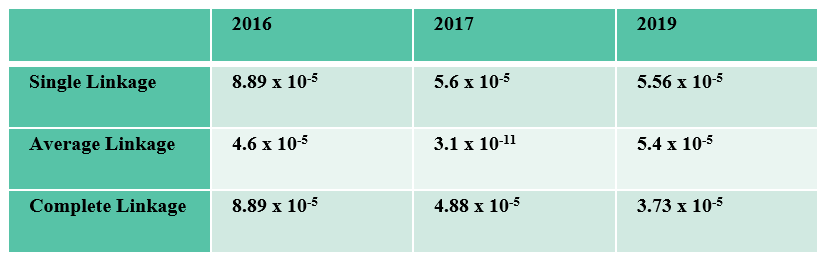 2016 2017 2019
Single Linkage 8.89 x 10⁻⁵ 5.6 x 10⁻⁵ 5.56 x 10⁻⁵
Average Linkage 4.6 x 10⁻⁵ 3.1 x 10⁻¹¹ 5.4 x 10⁻⁵
Complete Linkage 8.89 x 10⁻⁵ 4.88 x 10⁻⁵ 3.73 x 10⁻⁵